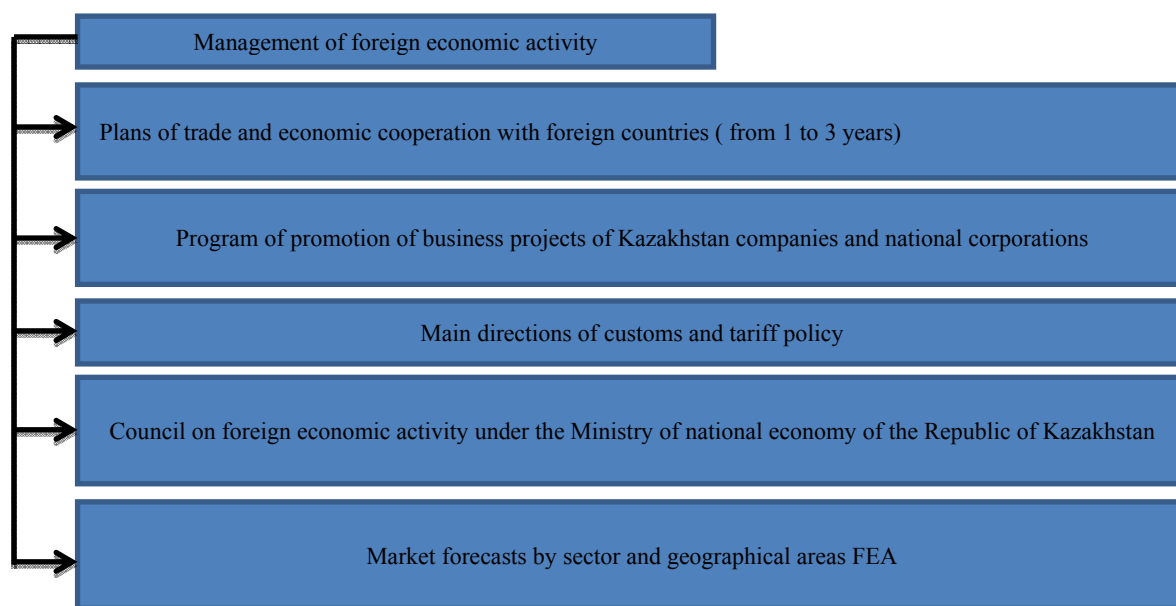 Management of foreign economic activity
Plans of trade and economic cooperation with foreign countries ( from 1 to 3 years)
Program of promotion of business projects of Kazakhstan companies and national corporations
Main directions of customs and tariff policy
Council on foreign economic activity under the Ministry of national economy of the Republic of Kazakhstan
Market forecasts by sector and geographical areas FEA